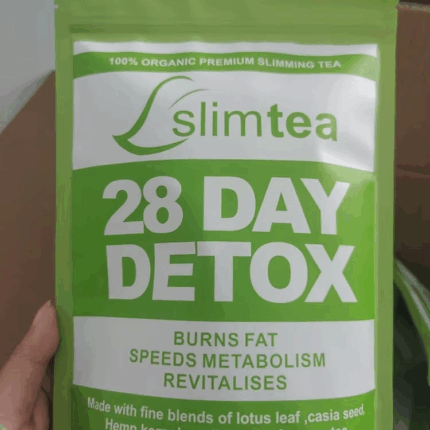 100% ORGANIC PREMIUM SLIMMING TEA
slimtea
28 DAY
DETOX
BURNS FAT
SPEEDS METABOLISM
REVITALISES
Made with fine blends of lotus leaf ,casia seed,
Hemp